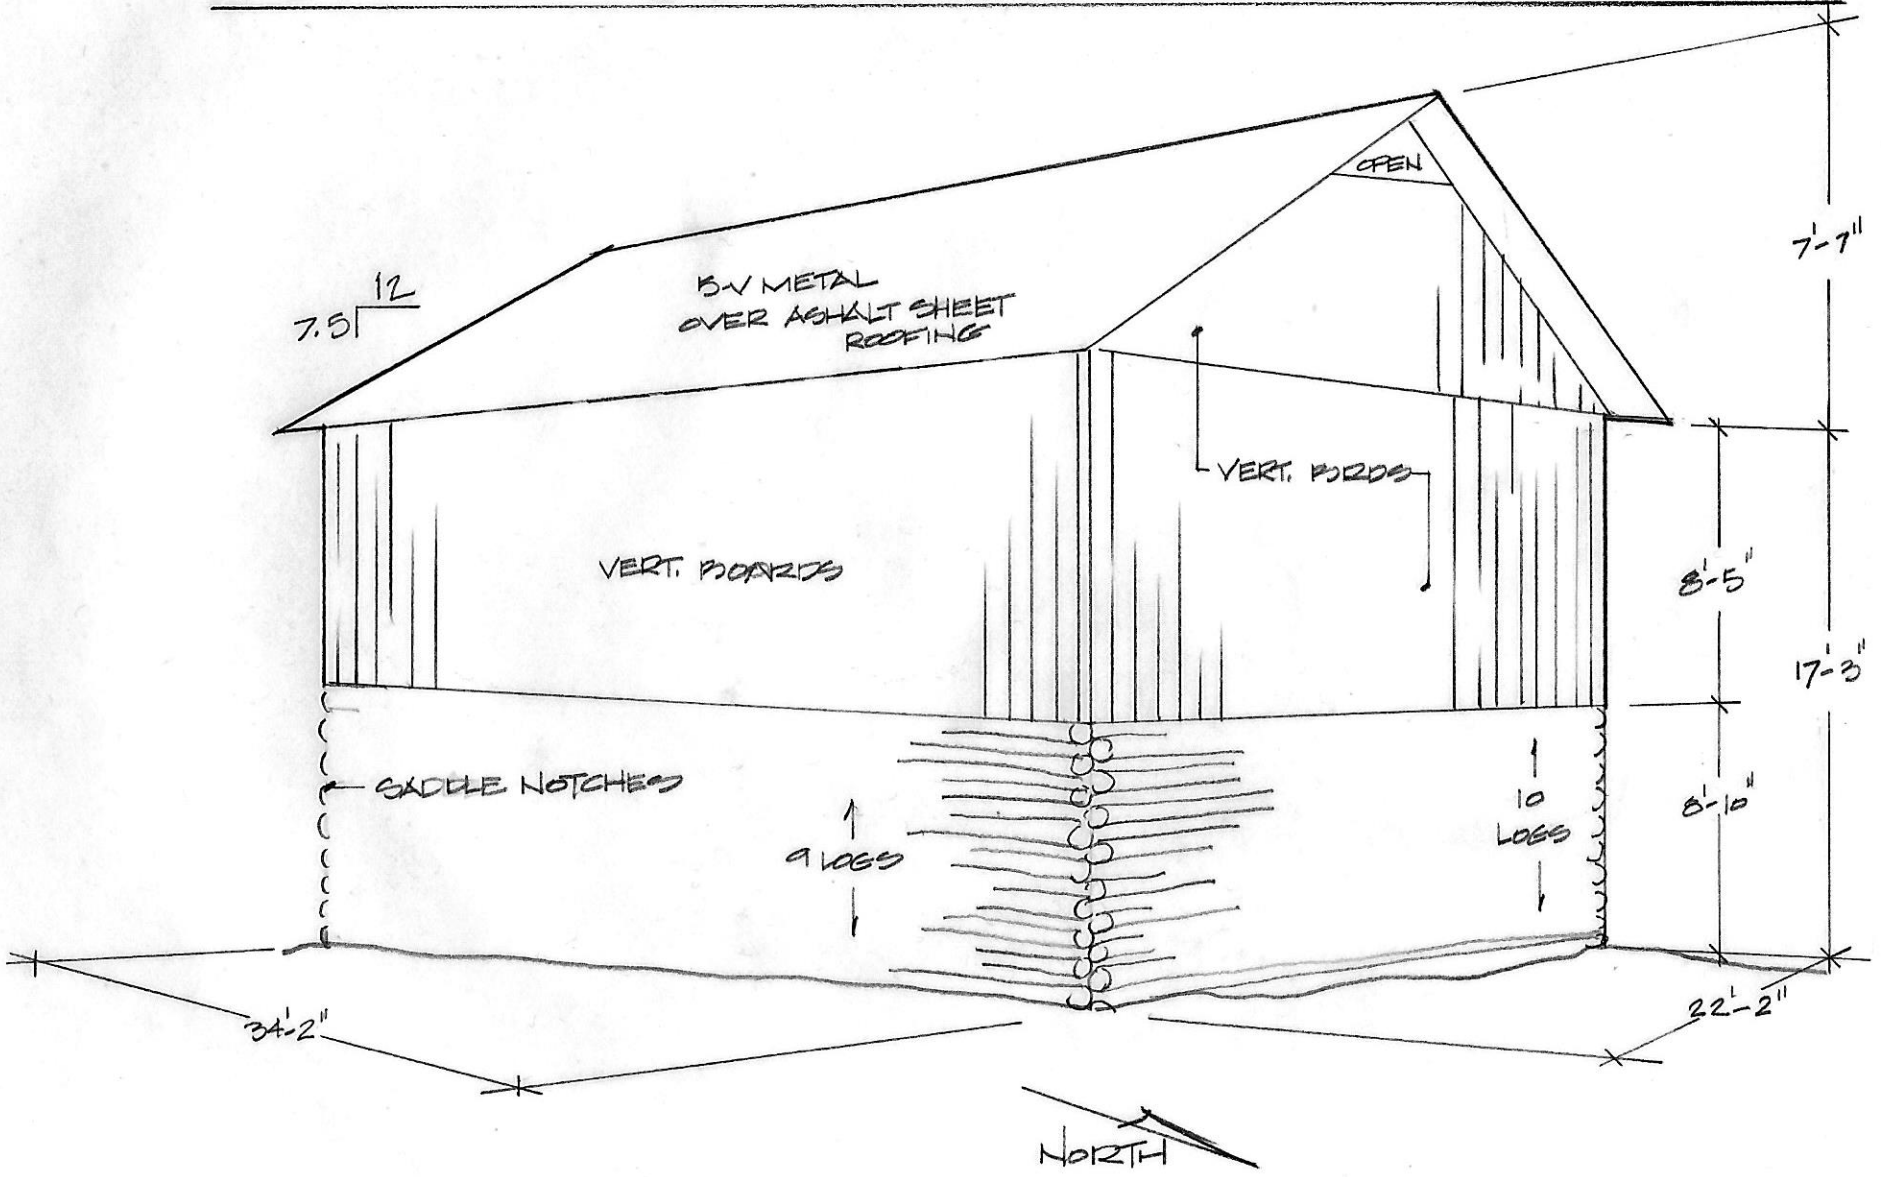 OPEN
7'-7"
12
7.5
5-V METAL
OVER ASHALT SHEET
ROOFING
VERT. BRDS
VERT. BOARDS
8'-5"
17'-3"
SADDLE NOTCHES
9 LOGS
10
LOGS
8'-10"
34'-2"
22'-2"
NORTH